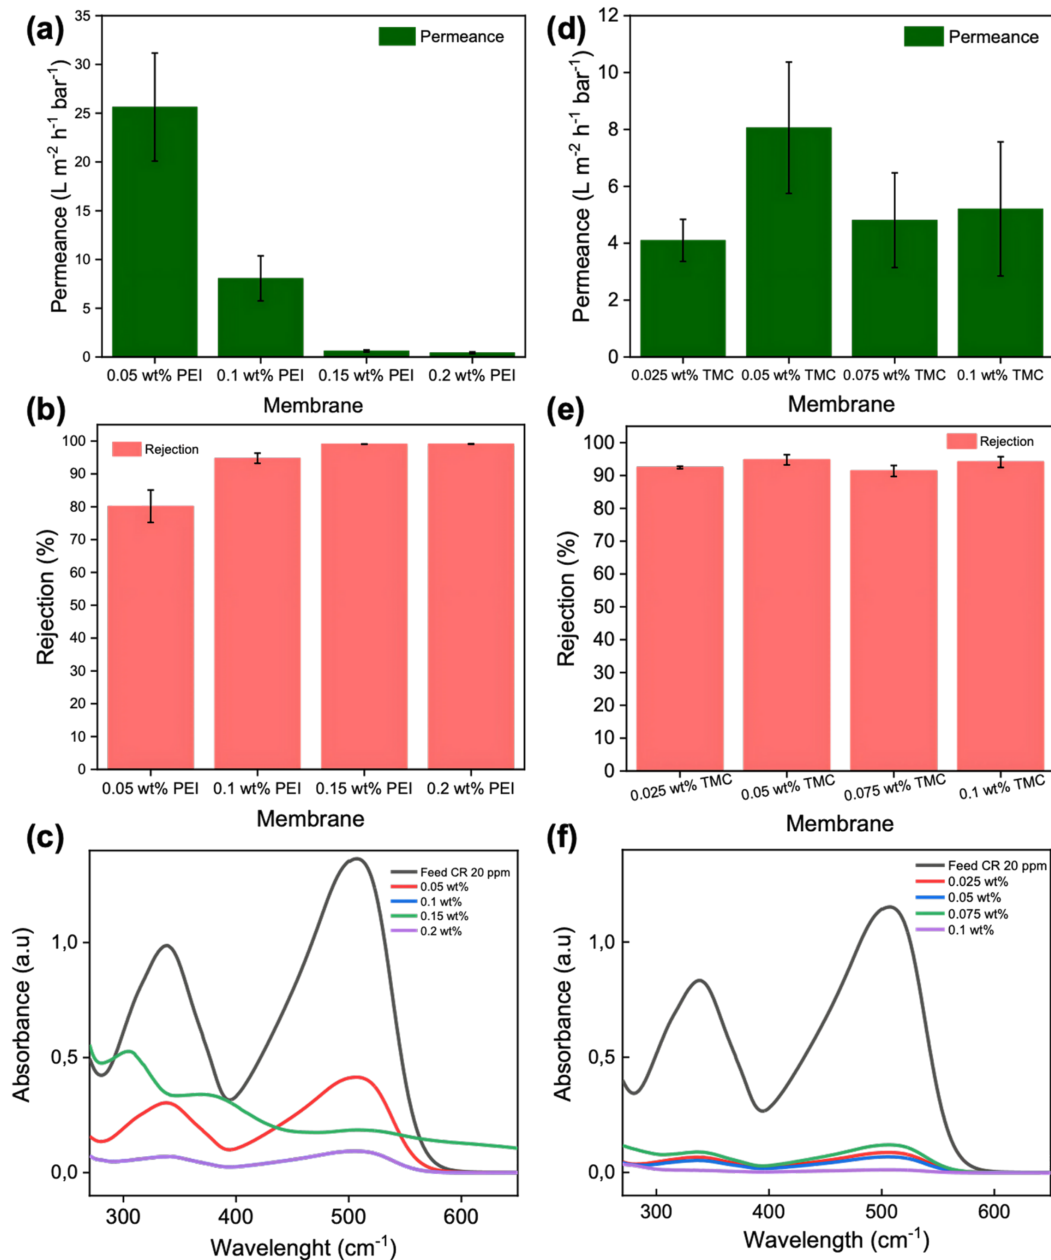 (a)
Permeance (L m⁻² h⁻¹ bar⁻¹)
35
30
25
20
15
10
5
0
Permeance
0.05 wt% PEI 0.1 wt% PEI 0.15 wt% PEI 0.2 wt% PEI
Membrane
(d)
Permeance (L m⁻² h⁻¹ bar⁻¹)
12
10
8
6
4
2
0
Permeance
0.025 wt% TMC 0.05 wt% TMC 0.075 wt% TMC 0.1 wt% TMC
Membrane
(b)
Rejection (%)
100
90
80
70
60
50
40
30
20
10
0
Rejection
0.05 wt% PEI 0.1 wt% PEI 0.15 wt% PEI 0.2 wt% PEI
Membrane
(e)
Rejection (%)
100
90
80
70
60
50
40
30
20
10
0
Rejection
0.025 wt% TMC 0.05 wt% TMC 0.075 wt% TMC 0.1 wt% TMC
Membrane
(c)
Absorbance (a.u)
1,0
0,5
0,0
Feed CR 20 ppm
0.05 wt%
0.1 wt%
0.15 wt%
0.2 wt%
300 400 500 600
Wavelenght (cm⁻¹)
(f)
Absorbance (a.u)
1,0
0,5
0,0
Feed CR 20 ppm
0.025 wt%
0.05 wt%
0.075 wt%
0.1 wt%
300 400 500 600
Wavelength (cm⁻¹)